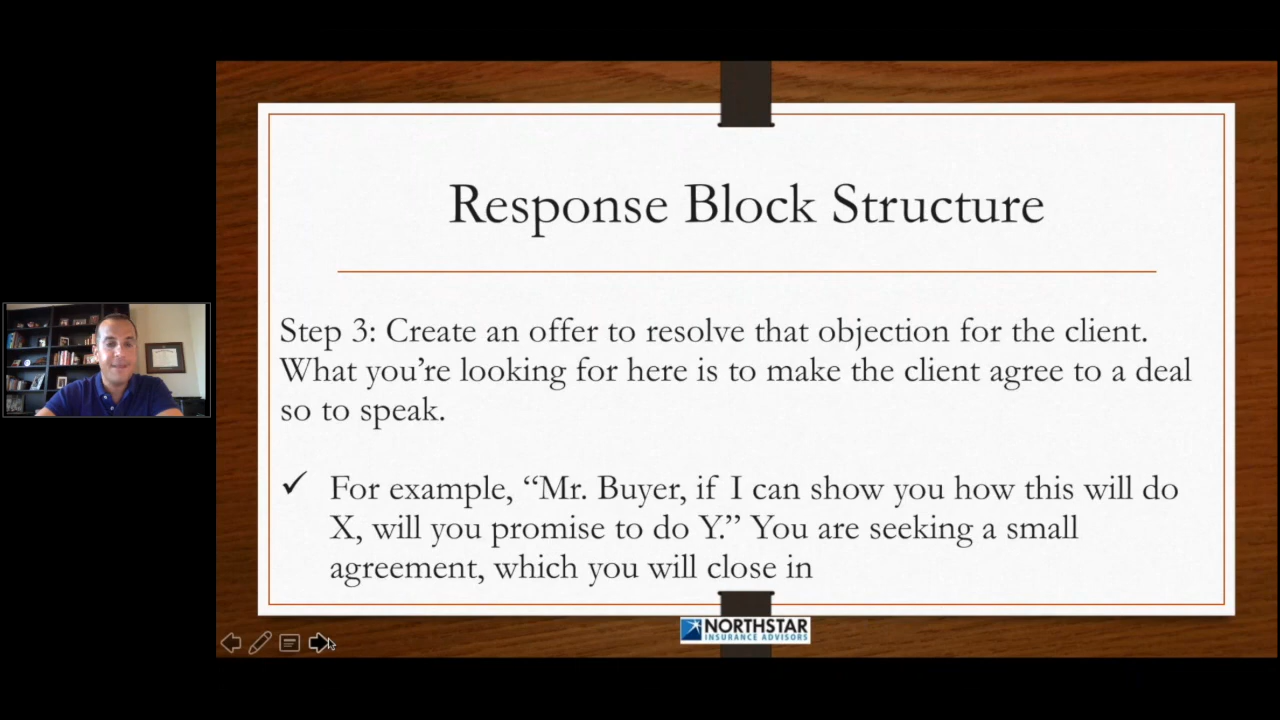 Response Block Structure
Step 3: Create an offer to resolve that objection for the client.
What you’re looking for here is to make the client agree to a deal
so to speak.
✓ For example, “Mr. Buyer, if I can show you how this will do
X, will you promise to do Y.” You are seeking a small
agreement, which you will close in
NORTHSTAR
INSURANCE ADVISORS